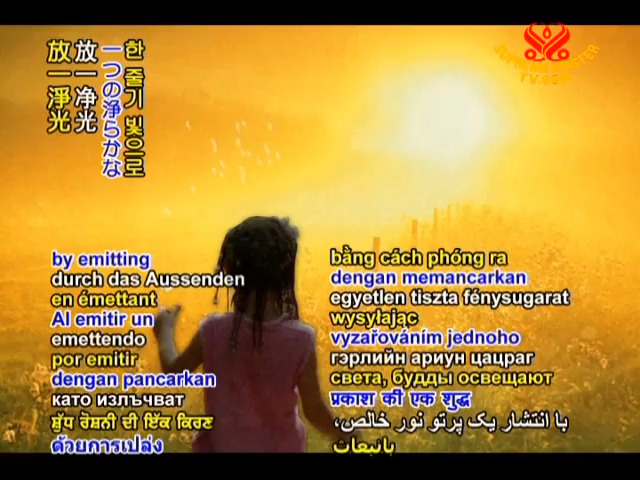 放一淨光
放一净光
一つの浄らかな
한 줄기 빛으로
by emitting
durch das Aussenden
en émettant
Al emitir un
emettendo
por emitir
dengan pancarkan
като излъчват
ਸ਼ੁੱਧ ਰੋਸ਼ਨੀ ਦੀ ਇੱਕ ਕਿਰਣ
ด้วยการเปล่ง
bằng cách phóng ra
dengan memancarkan
egyetlen tiszta fénysugarat
wysyłając
vyzařováním jednoho
гэрлийн ариун цацраг
света, будды освещают
प्रकाश की एक शुद्ध
با انتشار یک پرتو نور خالص،
بانبعاث